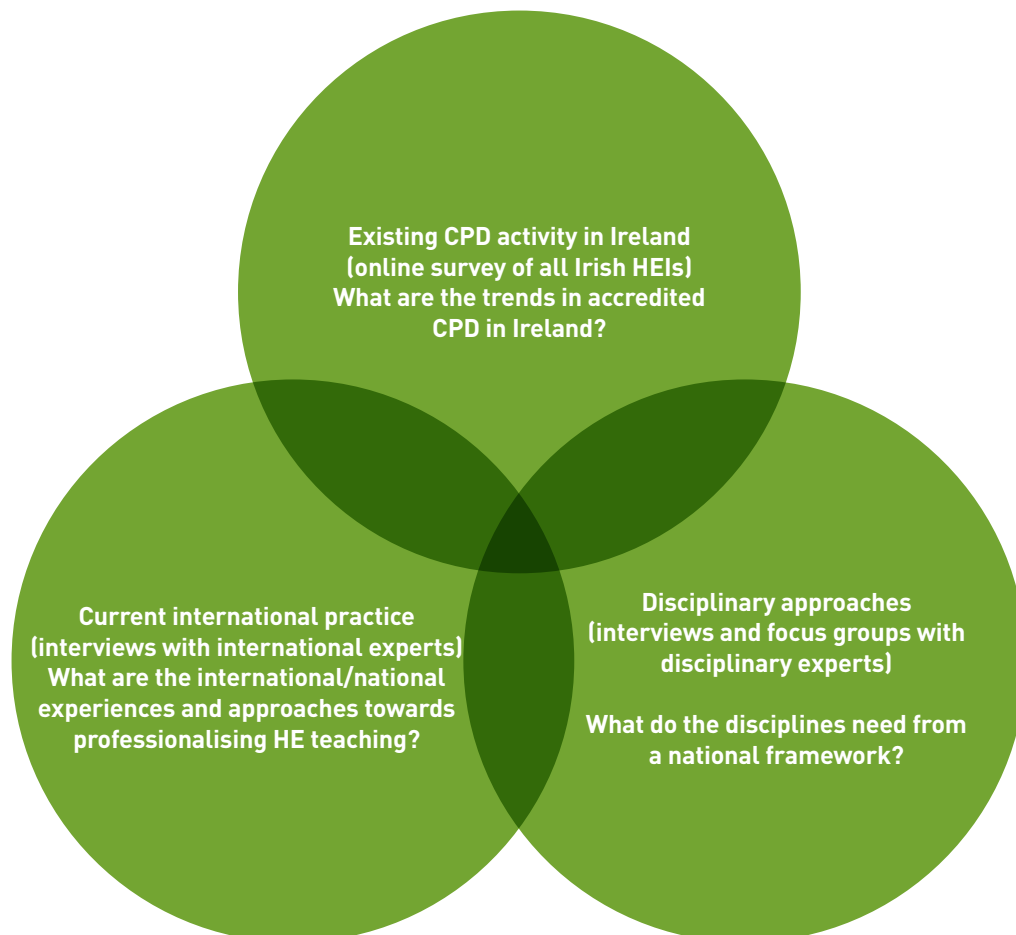 Existing CPD activity in Ireland
(online survey of all Irish HEIs)
What are the trends in accredited
CPD in Ireland?
Current international practice
(interviews with international experts)
What are the international/national
experiences and approaches towards
professionalising HE teaching?
Disciplinary approaches
(interviews and focus groups with
disciplinary experts)
What do the disciplines need from
a national framework?